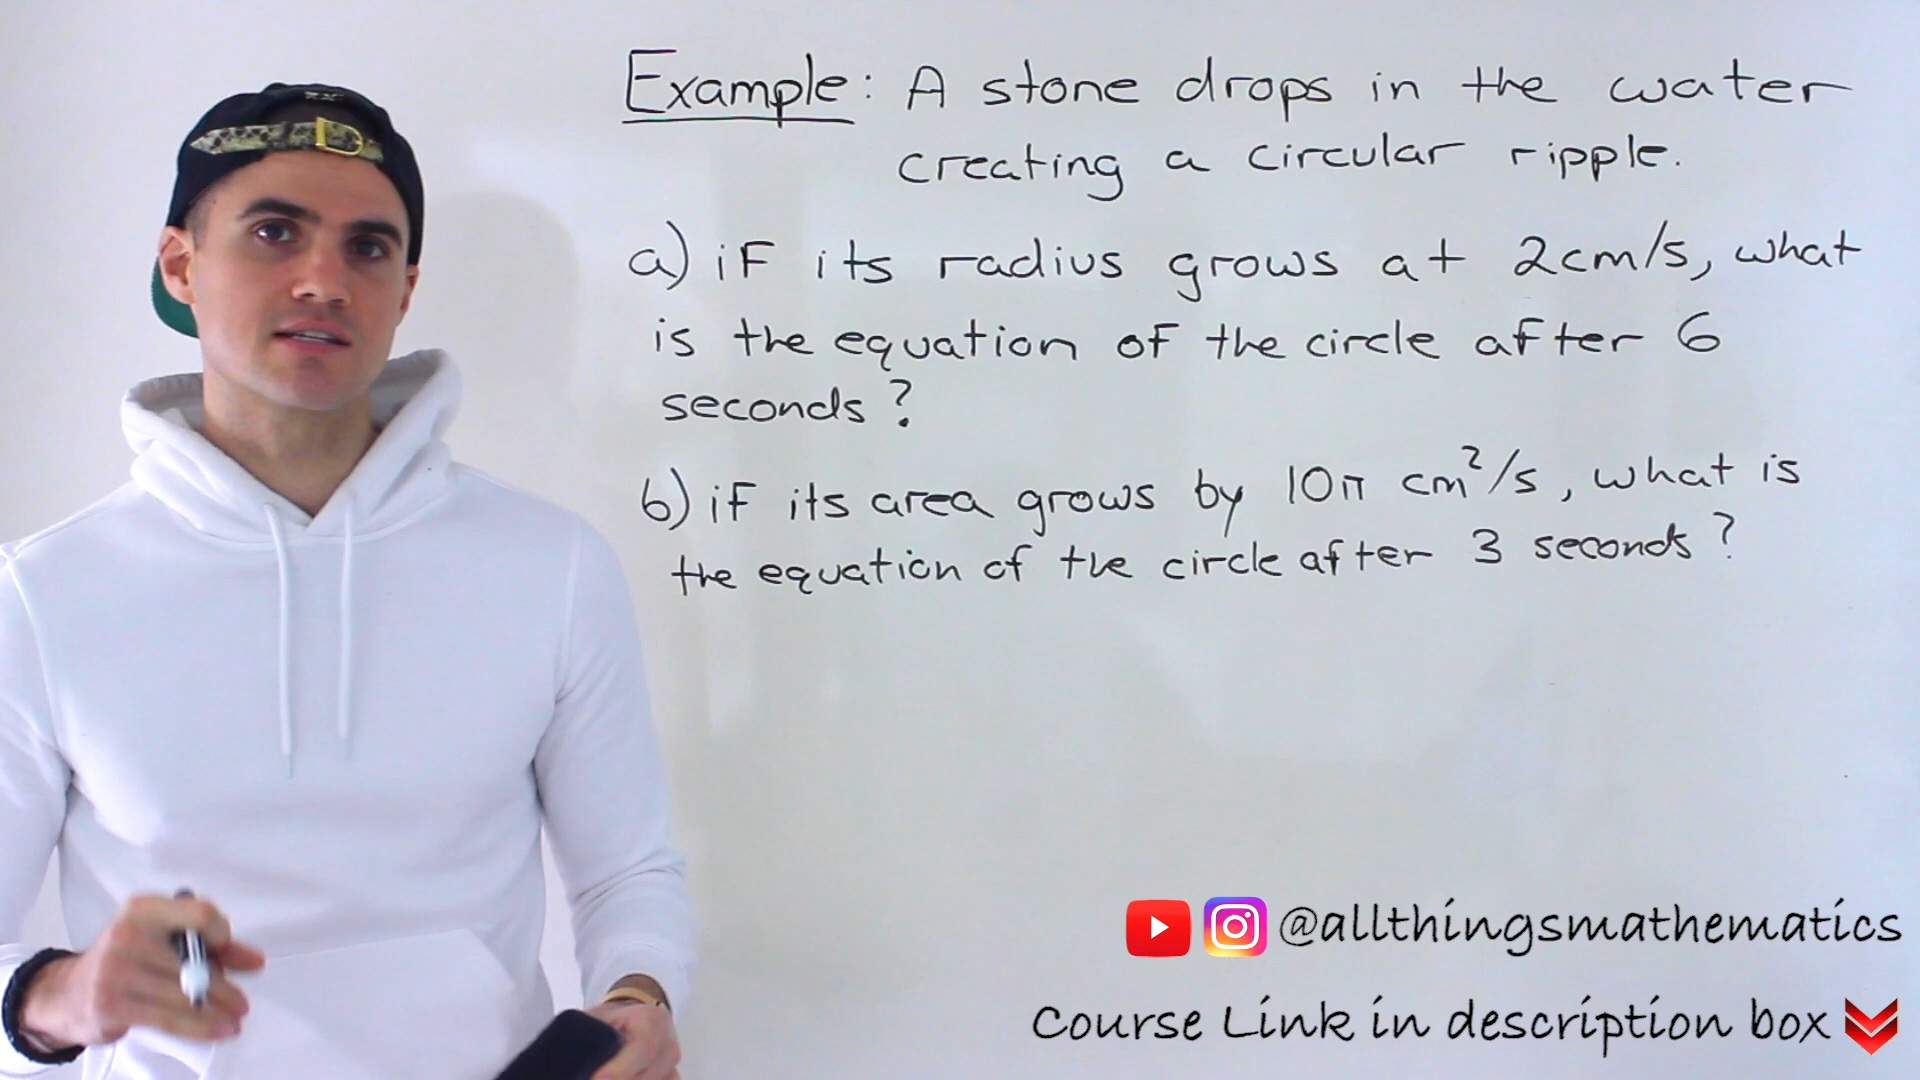 Example: A stone drops in the water
creating a circular ripple.
a) if its radius grows at 2cm/s, what
is the equation of the circle after 6
seconds?
b) if its area grows by 10π cm²/s, what is
the equation of the circle after 3 seconds?
@allthingsmathematics
Course Link in description box